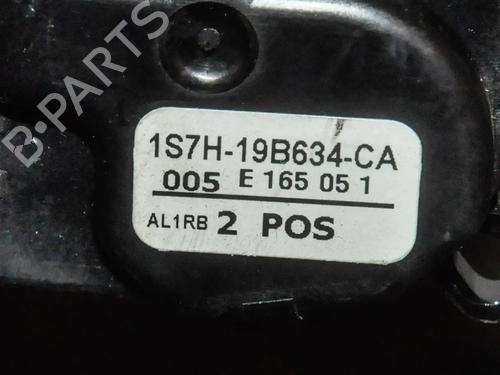 B-PARTS
1S7H-19B634-CA
005 E 165 05 1
AL1RB 2 POS